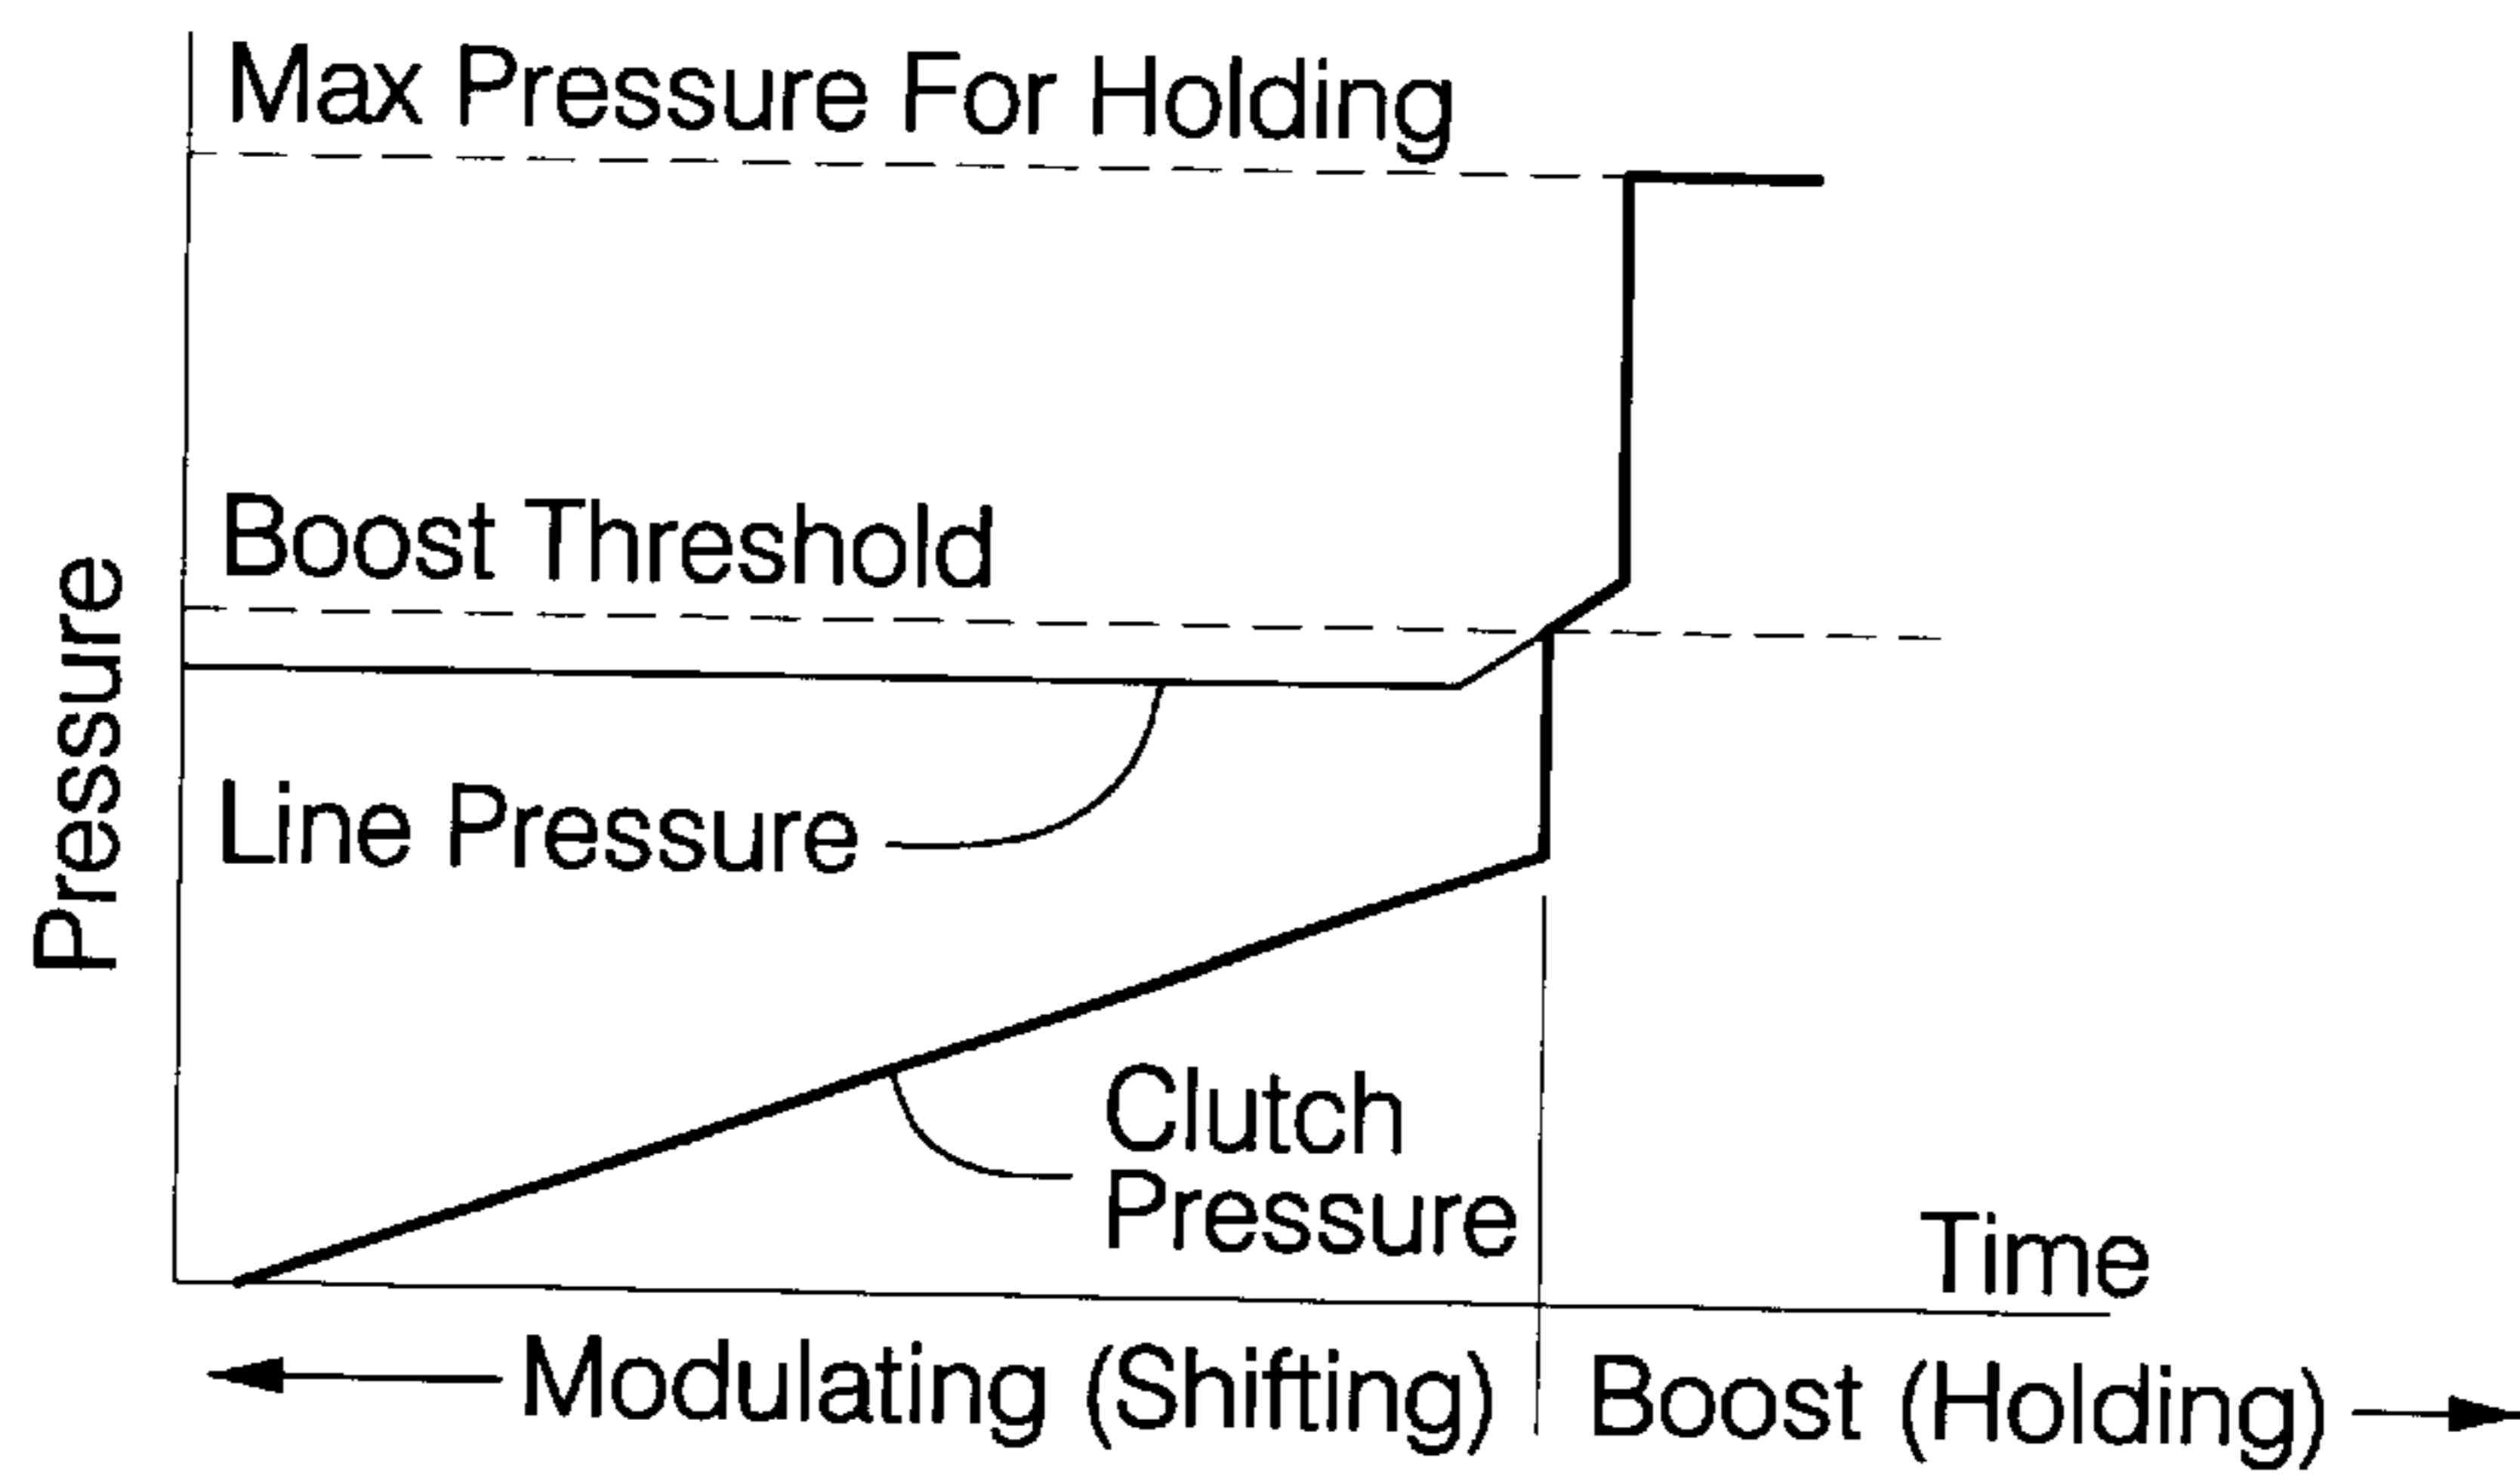 Max Pressure For Holding
Boost Threshold
Pressure
Line Pressure
Clutch
Pressure
Time
Modulating (Shifting)
Boost (Holding)